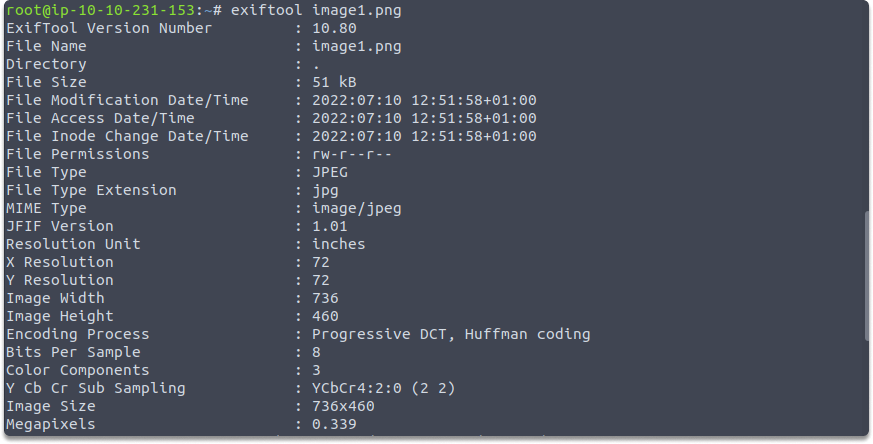 root@ip-10-10-231-153:~# exiftool image1.png
ExifTool Version Number         : 10.80
File Name                       : image1.png
Directory                       : .
File Size                       : 51 kB
File Modification Date/Time     : 2022:07:10 12:51:58+01:00
File Access Date/Time           : 2022:07:10 12:51:58+01:00
File Inode Change Date/Time     : 2022:07:10 12:51:58+01:00
File Permissions                : rw-r--r--
File Type                       : JPEG
File Type Extension             : jpg
MIME Type                       : image/jpeg
JFIF Version                    : 1.01
Resolution Unit                 : inches
X Resolution                    : 72
Y Resolution                    : 72
Image Width                     : 736
Image Height                    : 460
Encoding Process                : Progressive DCT, Huffman coding
Bits Per Sample                 : 8
Color Components                : 3
Y Cb Cr Sub Sampling            : YCbCr4:2:0 (2 2)
Image Size                      : 736x460
Megapixels                      : 0.339